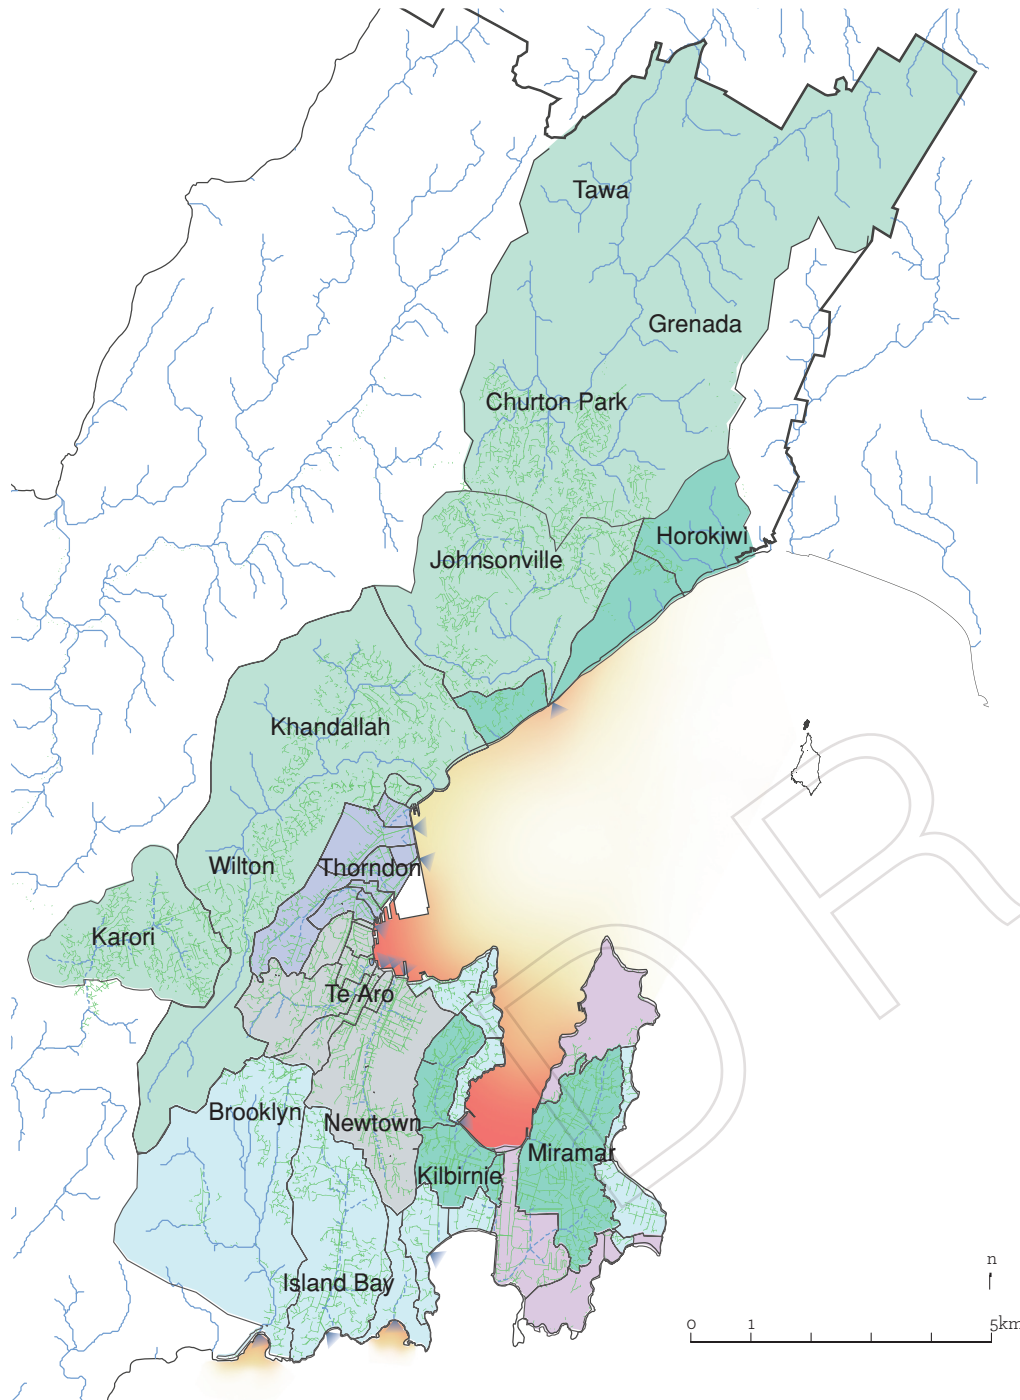 Tawa
Grenada
Churton Park
Horokiwi
Johnsonville
Khandallah
Wilton
Thorndon
Karori
Te Aro
Brooklyn
Newtown
Miramar
Kilbirnie
Island Bay
n
0 1 5km
D R